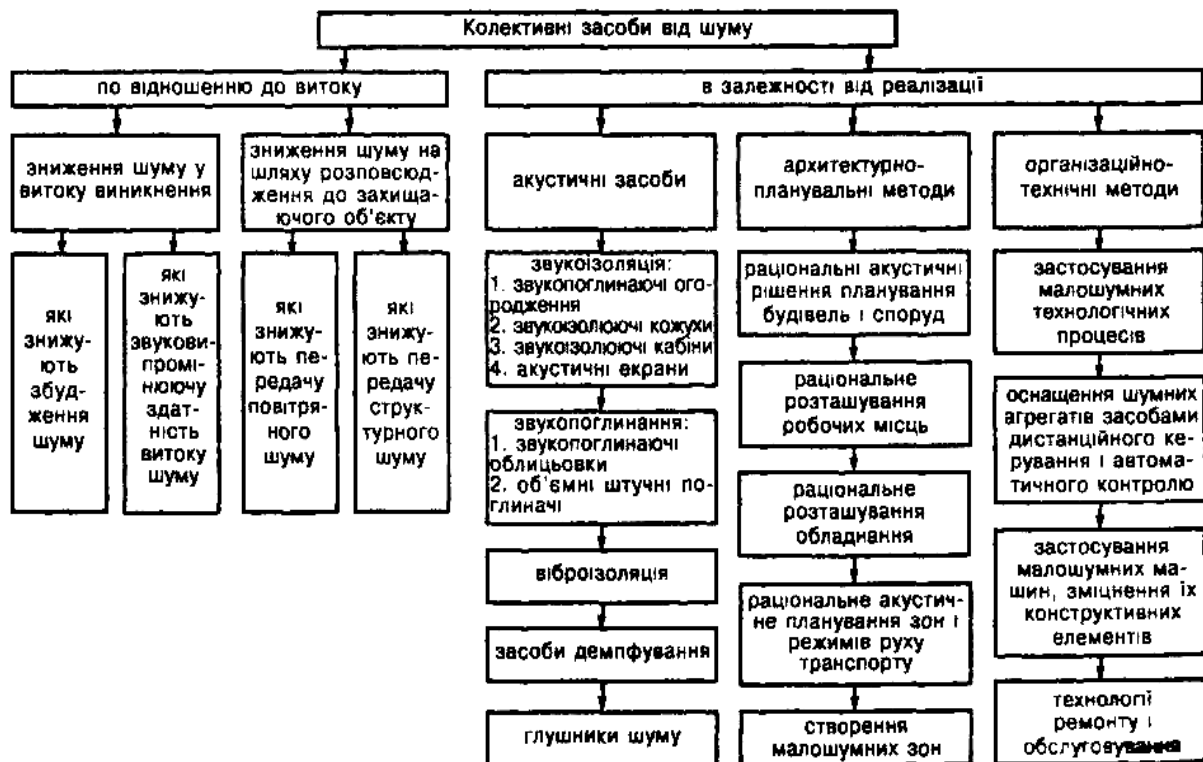 Колективні засоби від шуму
по відношенню до витоку
в залежності від реалізації
зниження шуму у
витоку виникнення
зниження шуму на
шляху розповсюд-
ження до захища-
ючого об'єкту
акустичні засоби
архитектурно-
планувальні методи
організаційно-
технічні методи
які
знижу-
ють
збуд-
ження
шуму
які
знижу-
ють
звукови-
промі-
нюючу
здат-
ність
витоку
шуму
які
знижу-
ють пе-
редачу
повітря-
ного
шуму
які
знижу-
ють пе-
редачу
струк-
турного
шуму
звукоізоляція:
1. звукопоглинаючі ого-
родження
2. звукоізолюючі кожухи
3. звукоізолюючі кабіни
4. акустичні екрани
звукопоглинання:
1. звукопоглинаючі
облицьовки
2. об'ємні штучні по-
глиначі
віброізоляція
засоби демпфування
глушники шуму
раціональні акустичні
рішення планування
будівель і споруд
раціональне
розташування
робочих місць
раціональне
розташування
обладнання
раціональне акустич-
не планування зон і
режимів руху
транспорту
створення
малошумних зон
застосування
малошумних
технологічних
процесів
оснащення шумних
агрегатів засобами
дистанційного ке-
рування і автома-
тичного контролю
застосування
малошумних ма-
шин, зміцнення їх
конструктивних
елементів
технології
ремонту і
обслуговування